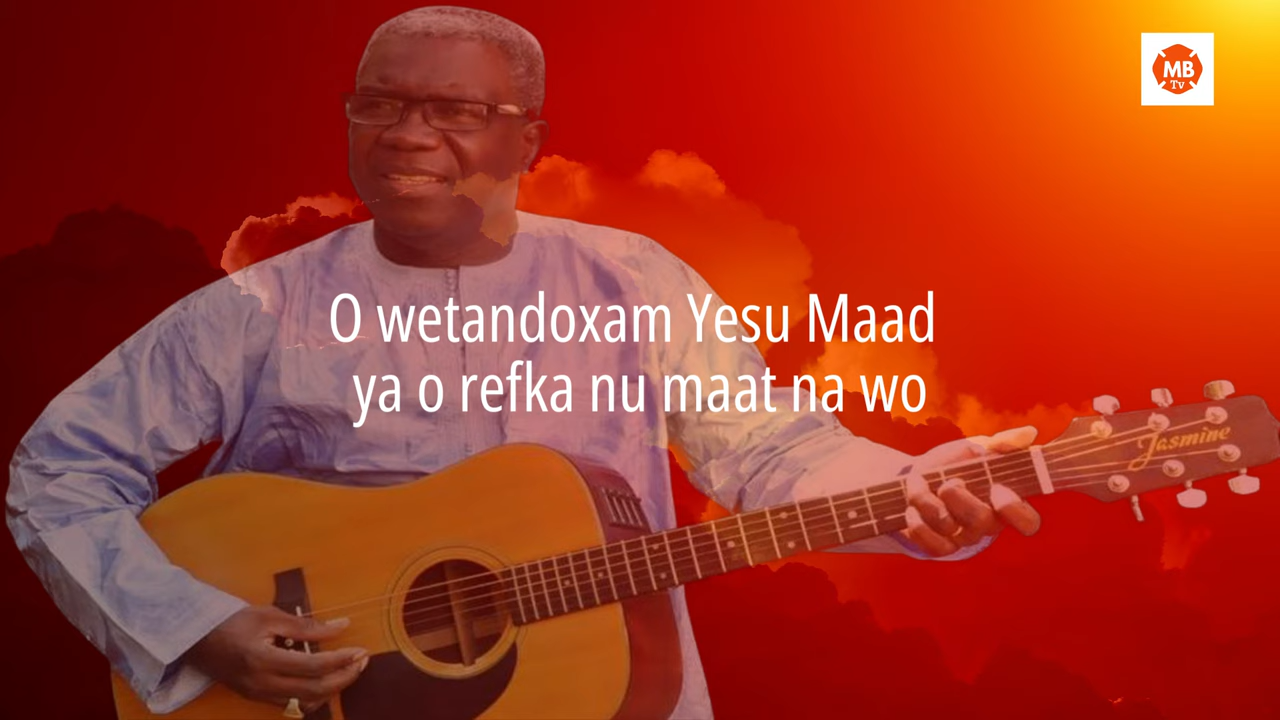 MB
Tv
O wetandoxam Yesu Maad
ya o refka nu maat na wo
Jasmine